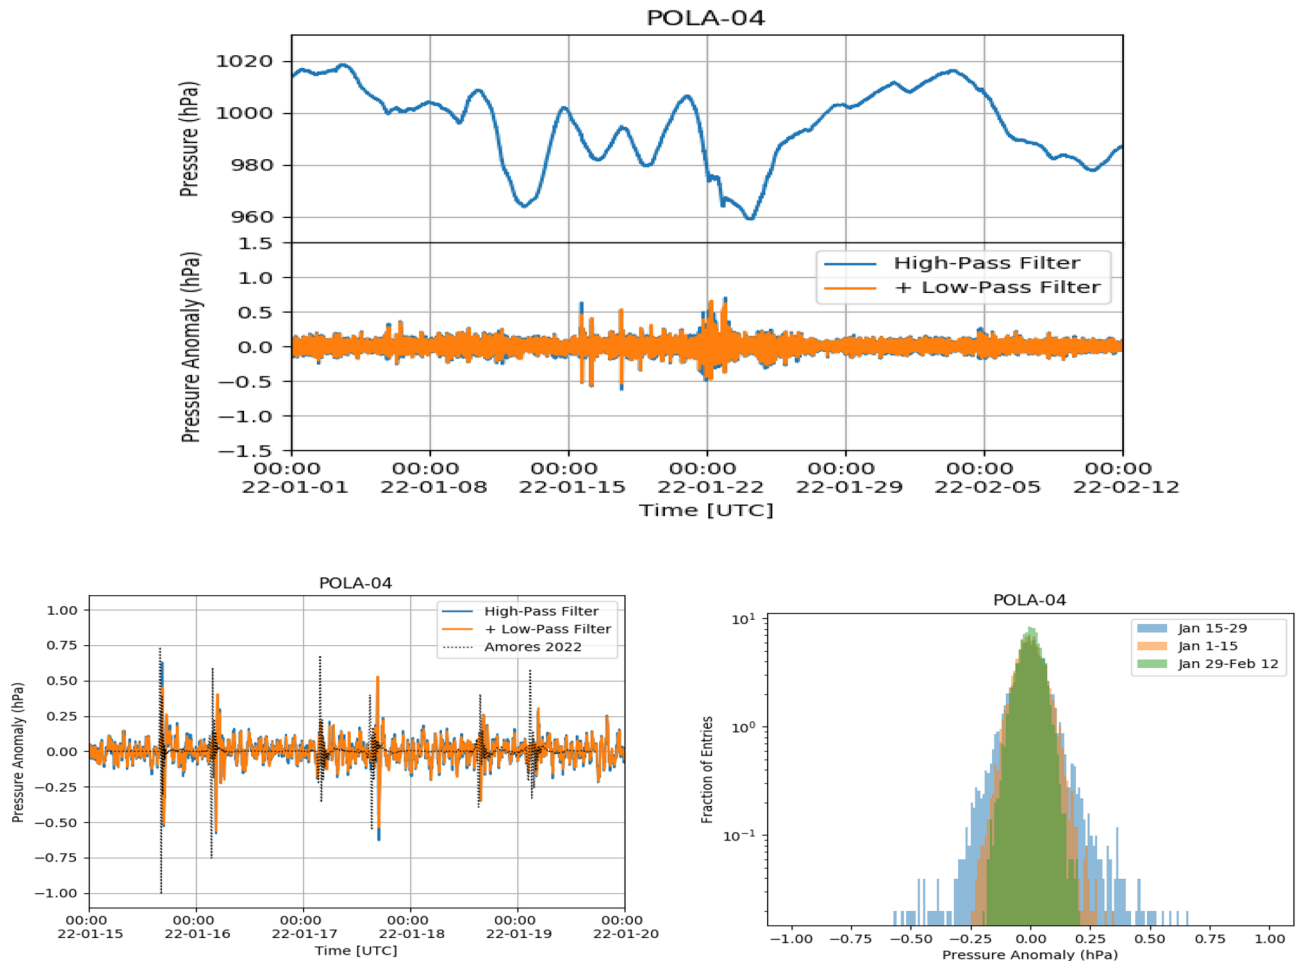 POLA-04
Pressure (hPa)
1020
1000
980
960
Pressure Anomaly (hPa)
1.5
1.0
0.5
0.0
−0.5
−1.0
−1.5
High-Pass Filter
+ Low-Pass Filter
00:00 00:00 00:00 00:00 00:00 00:00 00:00
22-01-01 22-01-08 22-01-15 22-01-22 22-01-29 22-02-05 22-02-12
Time [UTC]
POLA-04
Pressure Anomaly (hPa)
1.00
0.75
0.50
0.25
0.00
−0.25
−0.50
−0.75
−1.00
High-Pass Filter
+ Low-Pass Filter
Amores 2022
00:00 00:00 00:00 00:00 00:00 00:00
22-01-15 22-01-16 22-01-17 22-01-18 22-01-19 22-01-20
Time [UTC]
POLA-04
Fraction of Entries
10¹
10⁰
10⁻¹
Jan 15-29
Jan 1-15
Jan 29-Feb 12
−1.00 −0.75 −0.50 −0.25 0.00 0.25 0.50 0.75 1.00
Pressure Anomaly (hPa)